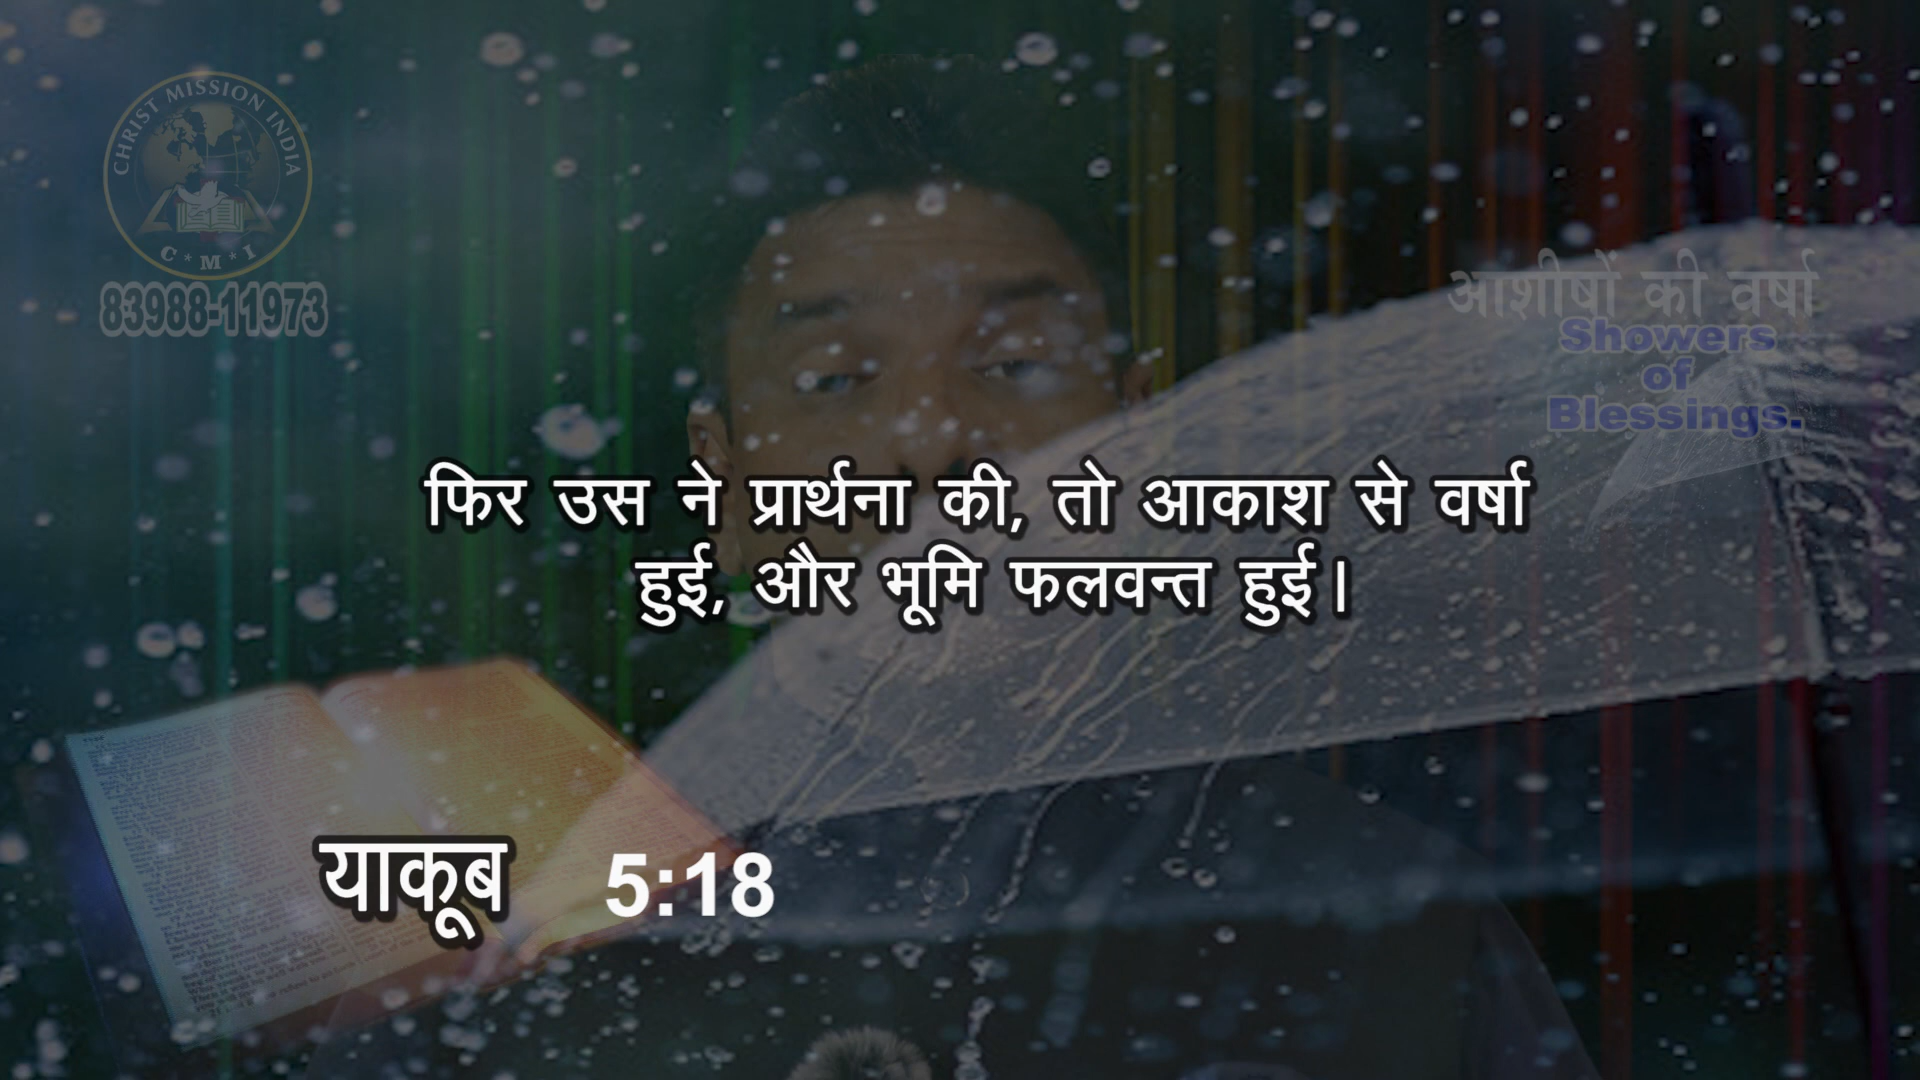 CHRIST MISSION INDIA
C * M * I
83988-11973
आशीषों की वर्षा
Showers
of
Blessings.
फिर उस ने प्रार्थना की, तो आकाश से वर्षा
हुई, और भूमि फलवन्त हुई।
याकूब 5:18